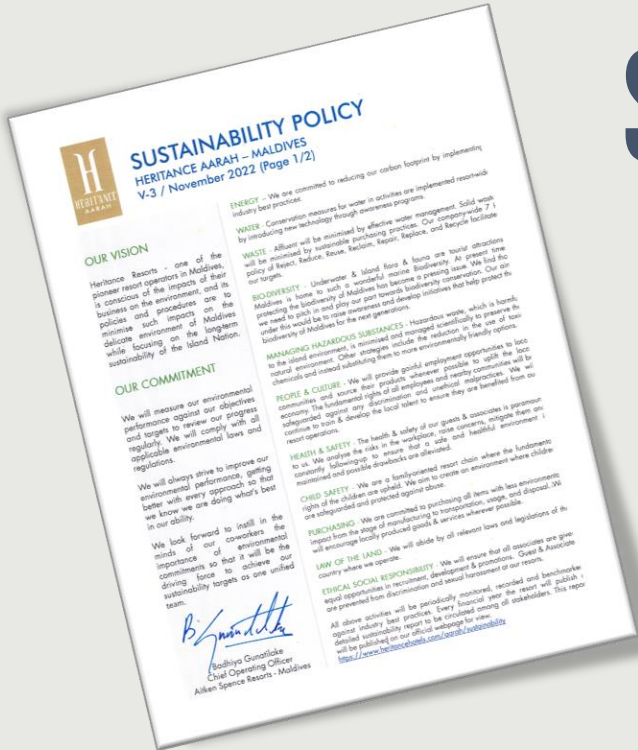 H
HERITANCE
AARAH
SUSTAINABILITY POLICY
HERITANCE AARAH – MALDIVES
V-3 / November 2022 (Page 1/2)
OUR VISION
Heritance Resorts - one of the
pioneer resort operators in Maldives,
is conscious of the impacts of their
business on the environment, and its
policies and procedures are to
minimise such impacts on the
delicate environment of Maldives
while focusing on the long-term
sustainability of the Island Nation.
OUR COMMITMENT
We will measure our environmental
performance against our objectives
and targets to review our progress
regularly. We will comply with all
applicable environmental laws and
regulations.
We will always strive to improve our
environmental performance, getting
better with every approach so that
we know we are doing what's best
in our ability.
We look forward to instill in the
minds of our co-workers the
importance of environmental
commitments so that it will be the
driving force to achieve our
sustainability targets as one unified
team.
Badhiya Gunatilake
Chief Operating Officer
Aitken Spence Resorts - Maldives
ENERGY – We are committed to reducing our carbon footprint by implementing
industry best practices.
WATER - Conservation measures for water in activities are implemented resort-wide
by introducing new technology through awareness programs.
WASTE - Affluent will be minimised by effective water management. Solid waste
will be minimised by sustainable purchasing practices. Our company-wide 7
policy of Reject, Reduce, Reuse, Reclaim, Repair, Replace, and Recycle facilitate
our targets.
BIO-DIVERSITY - Underwater & Island flora & fauna are tourist attractions
Maldives is home to such a wonderful marine Biodiversity. At present time
protecting the biodiversity of Maldives has become a pressing issue. We find
we need to pitch in and play our part towards biodiversity conservation. Our
under this would be to raise awareness and develop initiatives that help protect
biodiversity of Maldives for the next generations.
MANAGING HAZARDOUS SUBSTANCES - Hazardous waste, which is
to the island environment, is minimised and managed scientifically to preserve
natural environment. Other strategies include the reduction in the use of
chemicals and instead substituting them to more environmentally friendly options.
PEOPLE & CULTURE - We will provide gainful employment opportunities to
communities and source their products whenever possible to uplift the
economy. The fundamental rights of all employees and nearby communities will
safeguarded against any discrimination and unethical malpractices. We
continue to train & develop the local talent to ensure they are benefited from
resort operations.
HEALTH & SAFETY - The health & safety of our guests & associates is
to us. We analyse the risks in the workplace, raise concerns, mitigate them
constantly following-up to ensure that a safe and healthful environment
maintained and possible drawbacks are alleviated.
CHILD SAFETY - We are a family-oriented resort chain where the
rights of the children are upheld. We aim to create an environment where
are safeguarded and protected against abuse.
PURCHASING - We are committed to purchasing all items with less
impact from the stage of manufacturing to transportation, usage, and disposal.
will encourage locally produced goods & services wherever possible.
LAW OF THE LAND - We will abide by all relevant laws and legislations of
country where we operate.
ETHICAL SOCIAL RESPONSIBILITY - We will ensure that all associates are
equal opportunities in recruitment, development & promotions. Guest &
are prevented from discrimination and sexual harassment at our resorts.
All above activities will be periodically monitored, recorded and
against industry best practices. Every financial year the resort will publish
detailed sustainability report to be circulated among all stakeholders. This
will be published on our official webpage for view.
https://www.heritancehotels.com/aarah/sustainability